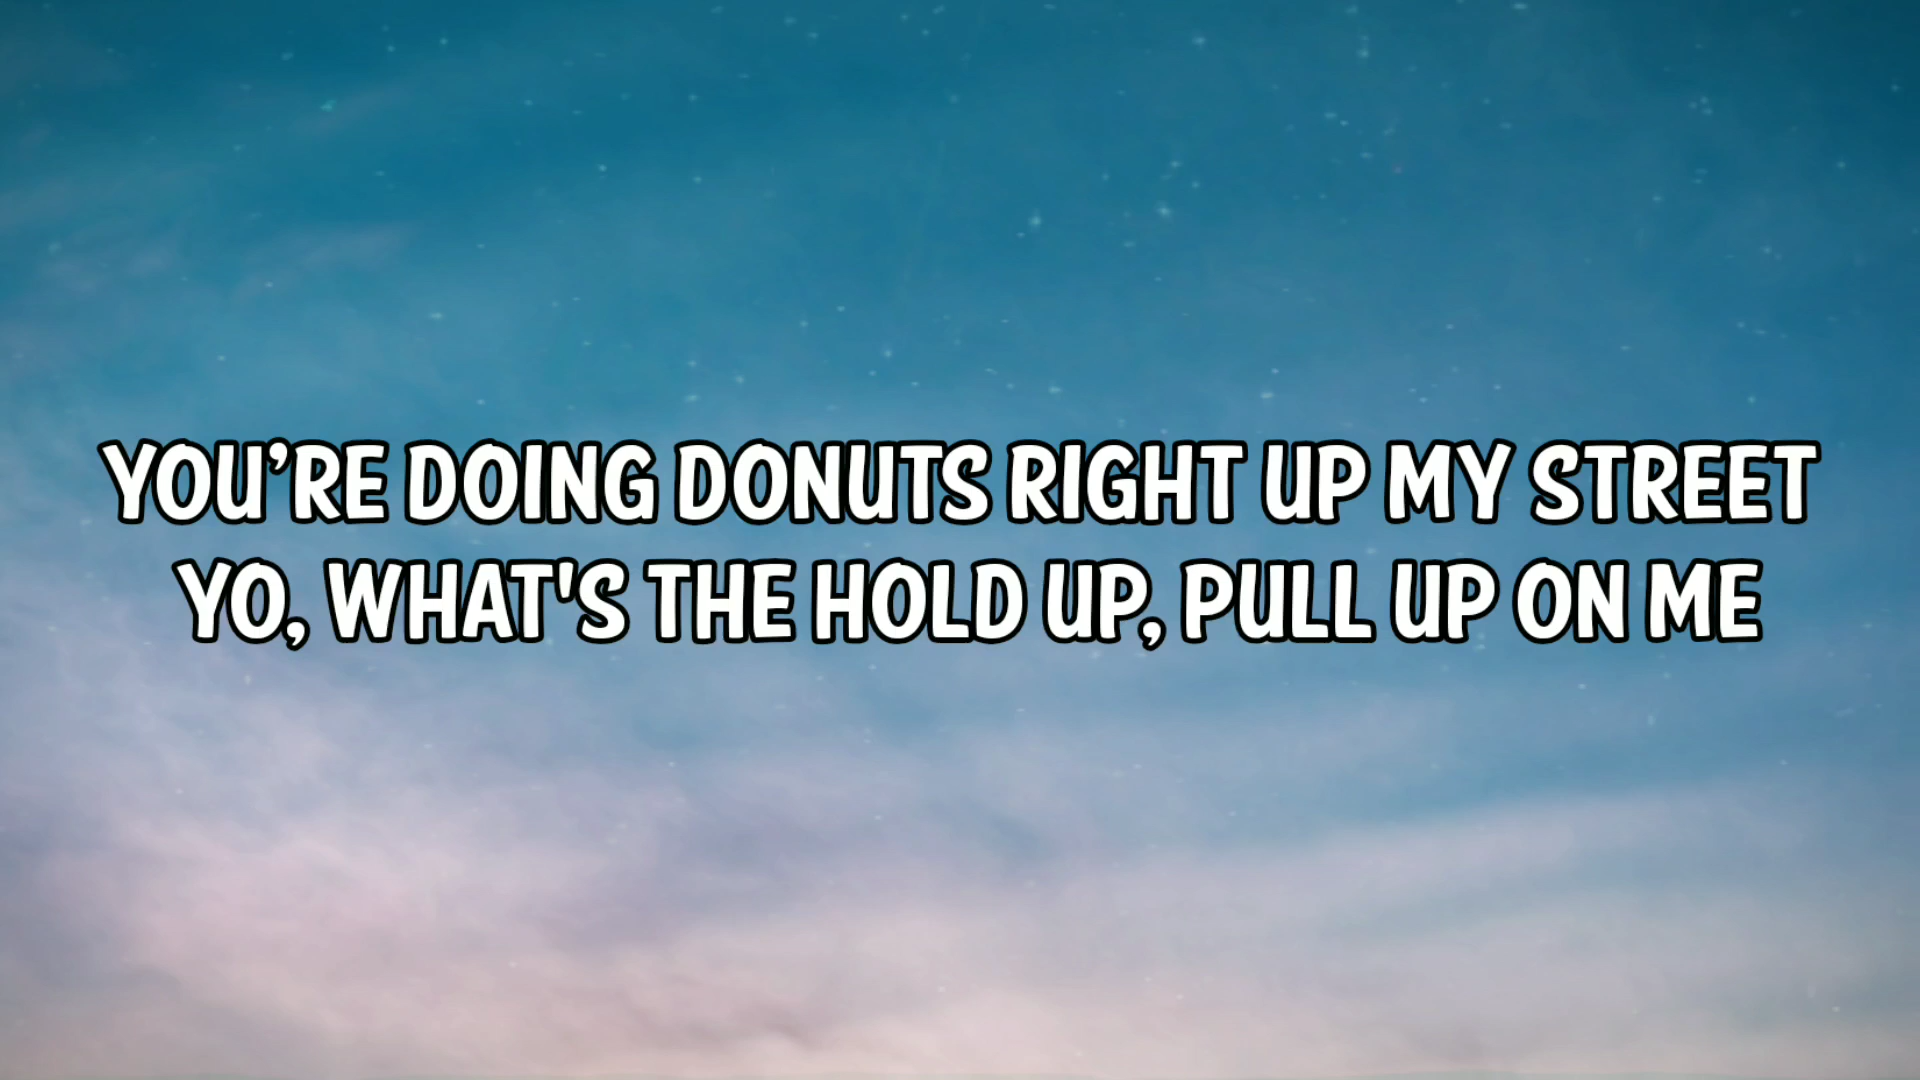 YOU’RE DOING DONUTS RIGHT UP MY STREET
YO, WHAT'S THE HOLD UP, PULL UP ON ME